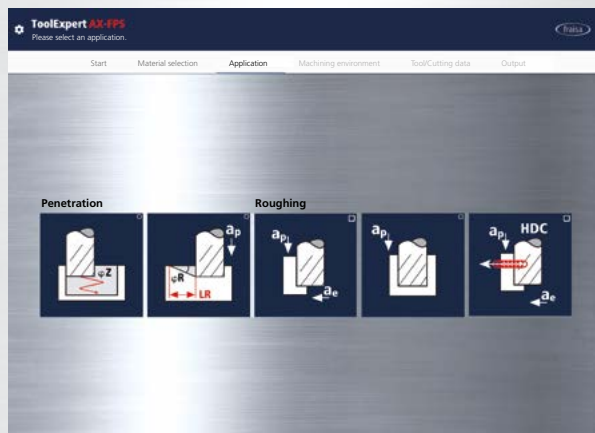 ToolExpert AX-FPS
Please select an application.
fraisa
Start Material selection Application Machining environment Tool/Cutting data Output
Penetration Roughing
φZ
ap
φR
LR
ap
ae
ap
ap HDC
ae